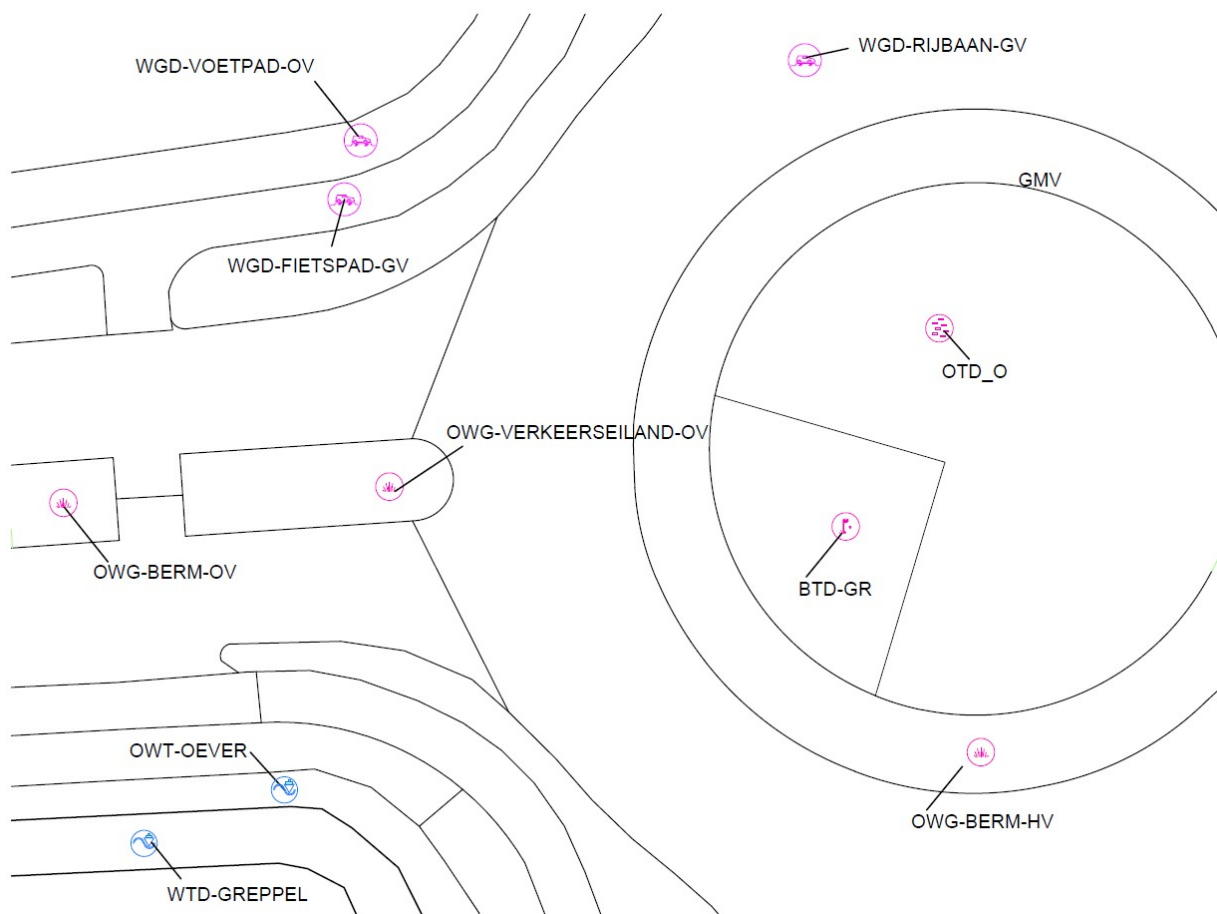 WGD-RIJBAAN-GV
WGD-VOETPAD-OV
GMV
WGD-FIETSPAD-GV
OTD_O
OWG-VERKEERSEILAND-OV
OWG-BERM-OV
BTD-GR
OWT-OEVER
OWG-BERM-HV
WTD-GREPPEL